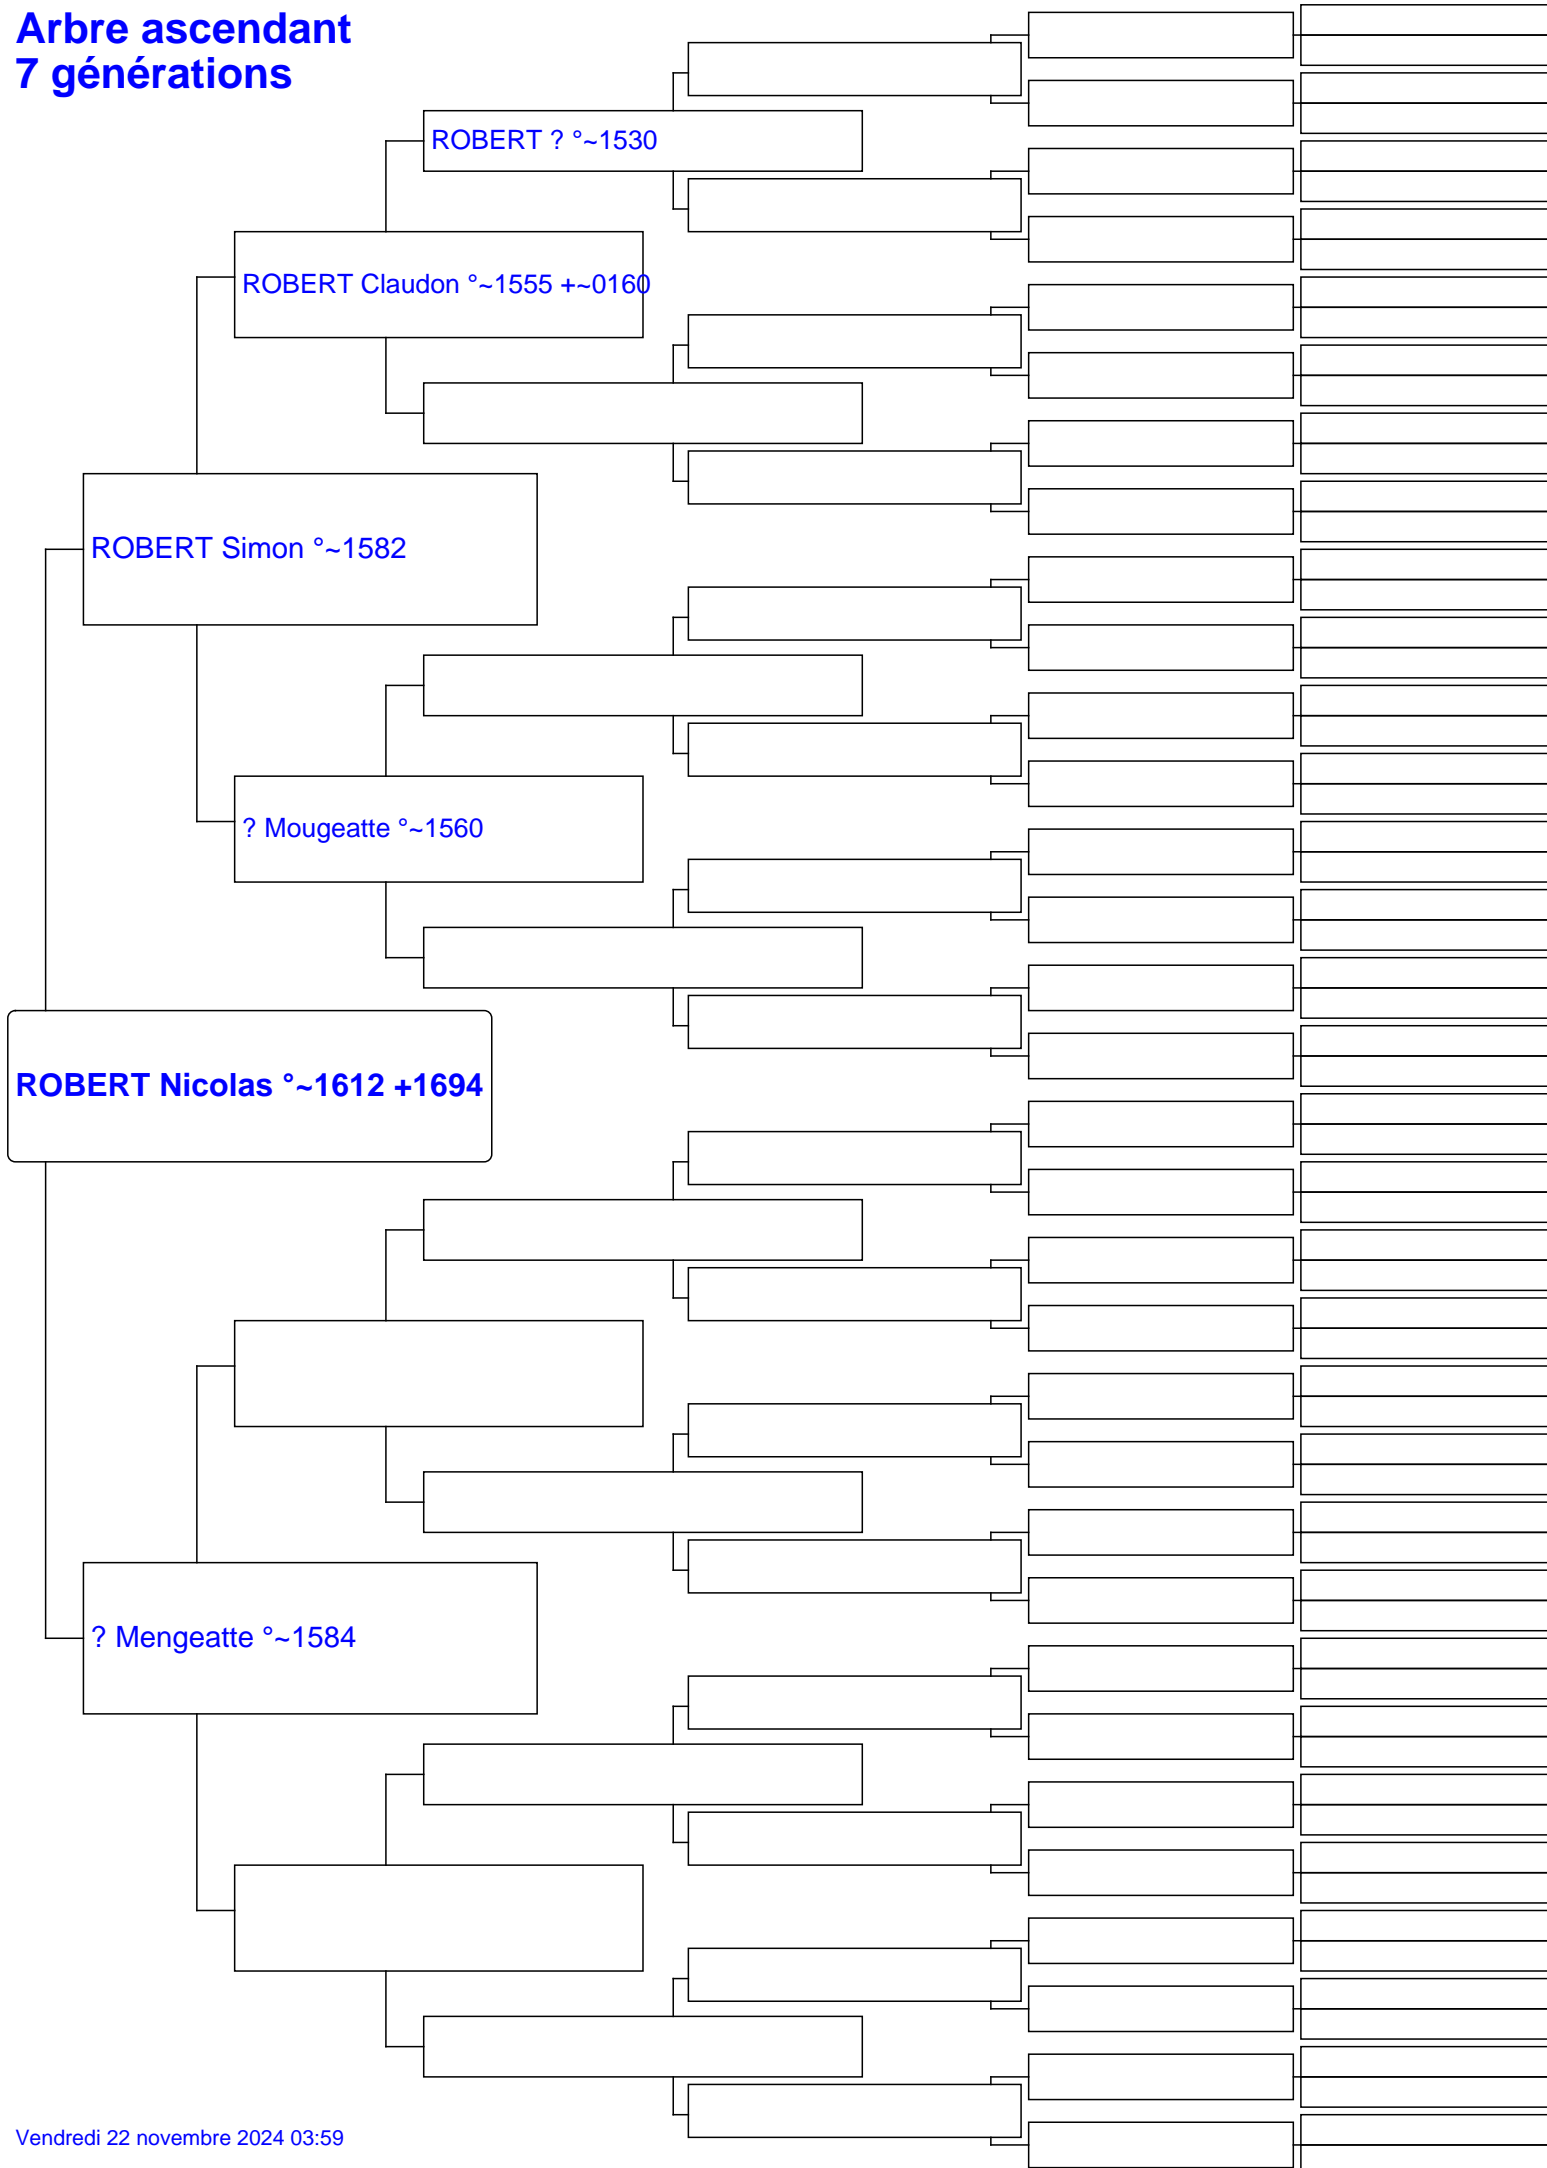 Arbre ascendant
7 générations
ROBERT ? °~1530
ROBERT Claudon °~1555 +~0160
ROBERT Simon °~1582
? Mougeatte °~1560
ROBERT Nicolas °~1612 +1694
? Mengeatte °~1584
Vendredi 22 novembre 2024 03:59